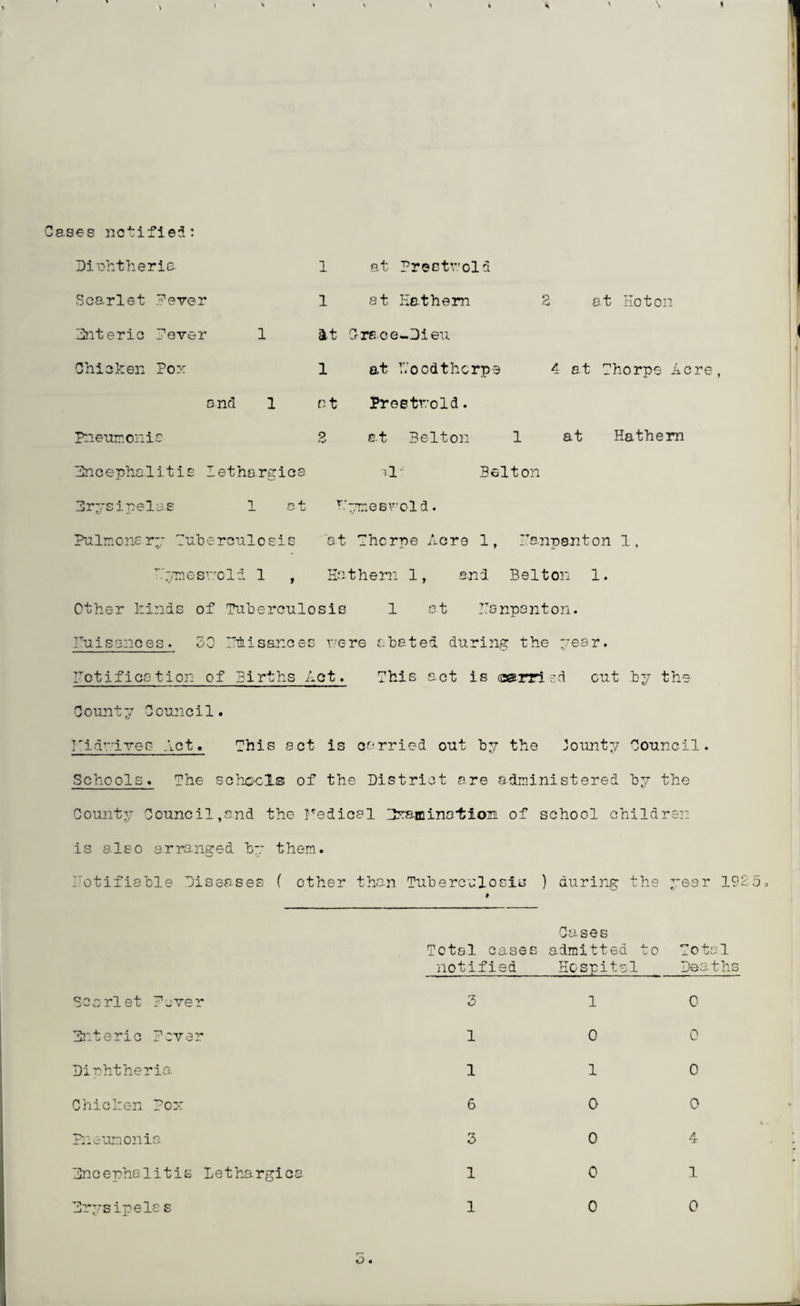 Cases notified:
Diphtheria 1 at Prestwold
Scarlet Fever 1 at Hathern 2 at Hoton
Enteric Fever 1 at Grace-Dieu
Chicken Pox 1 at Woodthorpe 4 at Thorpe Acre,
and 1 at Prestwold.
Pneumonia 2 at Belton 1 at Hathern
Encephalitis Lethargica 1 Belton
Erysipelas 1 at Wymeswold.
Pulmonary Tuberculosis at Thorpe Acre 1, Nanpanton 1,
Wymeswold 1 , Hathern 1, and Belton 1.
Other kinds of Tuberculosis 1 at Nanpanton.
Nuisances. 30 Nuisances were abated during the year.
Notification of Births Act. This act is carried out by the
County Council.
Midwives Act. This act is carried out by the County Council.
Schools. The schools of the District are administered by the
County Council,and the Medical Examination of school children
is also arranged by them.
Notifiable Diseases ( other than Tuberculosis ) during the year 1925,
Cases
Total cases admitted to Total
notified Hospital Deaths
Scarlet Fever 3 1 0
Enteric Fever 1 0 0
Diphtheria 1 1 0
Chicken Pox 6 0 0
Pneumonia 3 0 4
Encephalitis Lethargica 1 0 1
Erysipelas 1 0 0
3.